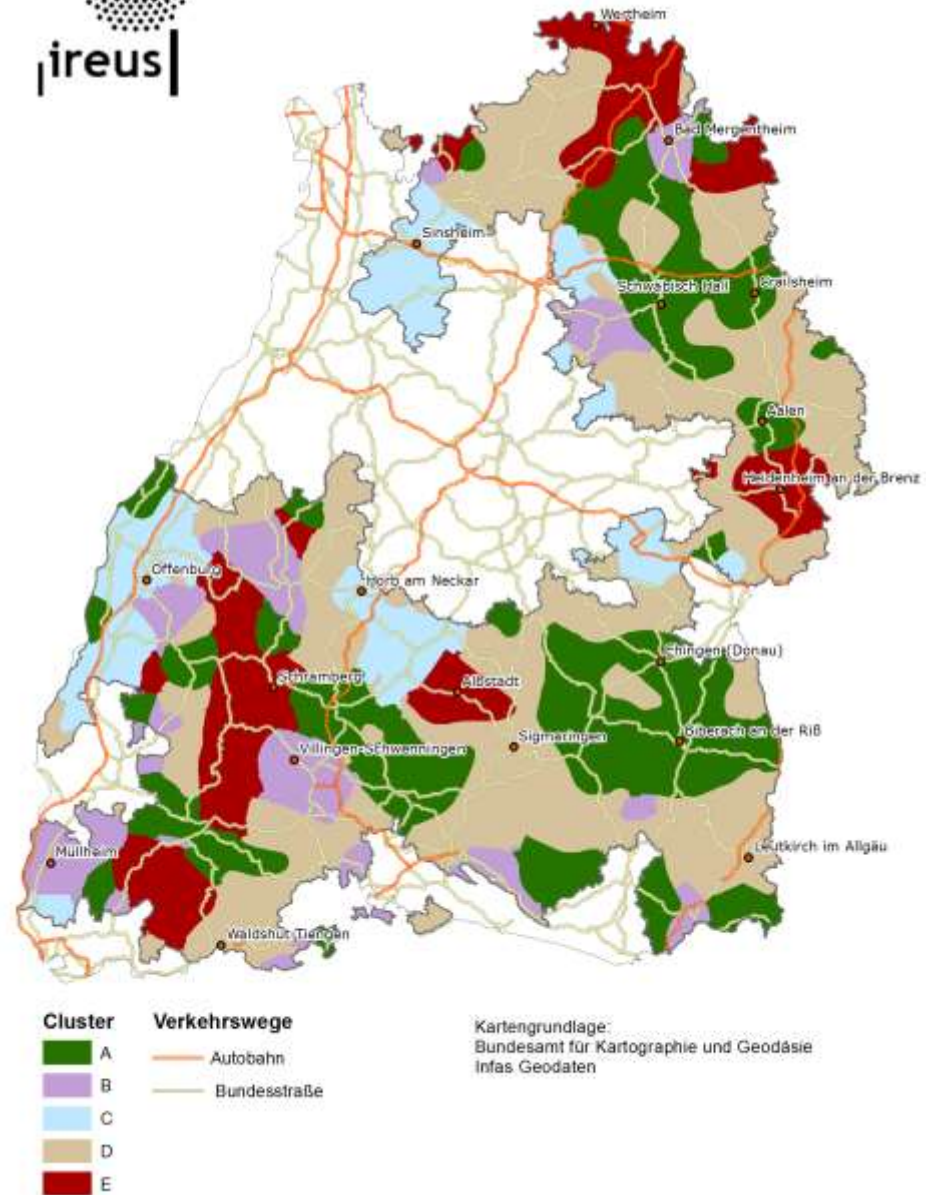 ireus
Wertheim
Bad Mergentheim
Sinsheim
Schwäbisch Hall
Crailsheim
Aalen
Heidenheim an der Brenz
Offenburg
Horb am Neckar
Ehingen (Donau)
Schramberg
Albstadt
Biberach an der Riß
Sigmaringen
Villingen-Schwenningen
Müllheim
Leutkirch im Allgäu
Waldshut-Tiengen
Cluster
A
B
C
D
E
Verkehrswege
Autobahn
Bundesstraße
Kartengrundlage:
Bundesamt für Kartographie und Geodäsie
Infas Geodaten